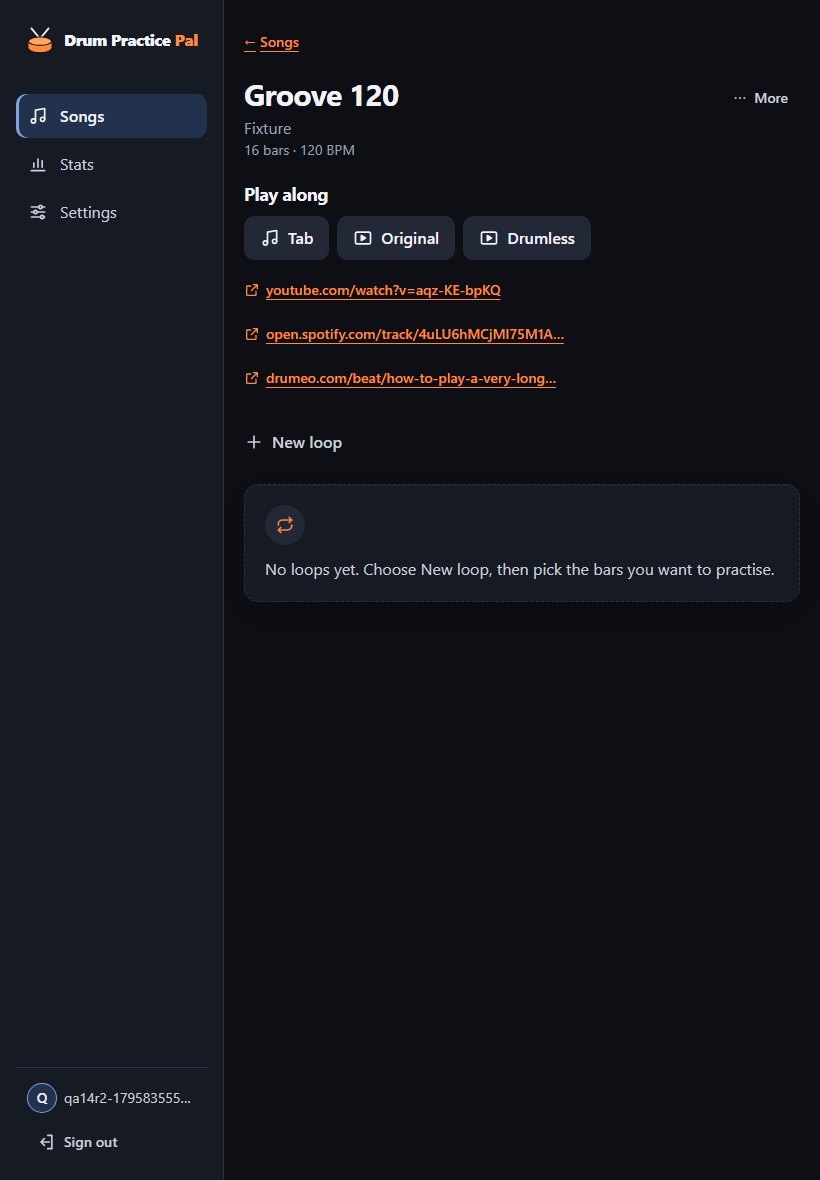 Drum Practice Pal
Songs
Stats
Settings
← Songs
Groove 120
··· More
Fixture
16 bars · 120 BPM
Play along
Tab
Original
Drumless
youtube.com/watch?v=aqz-KE-bpKQ
open.spotify.com/track/4uLU6hMCjMI75M1A...
drumeo.com/beat/how-to-play-a-very-long...
+ New loop
No loops yet. Choose New loop, then pick the bars you want to practise.
Q
qa14r2-179583555...
Sign out